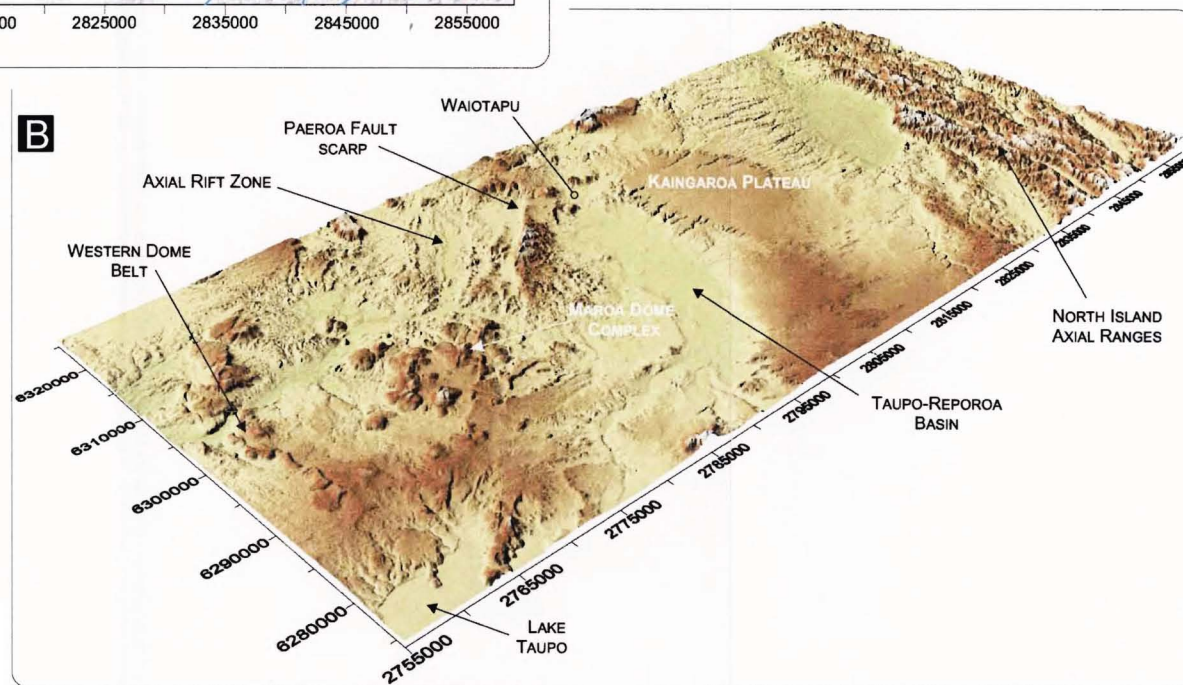 2825000 2835000 2845000 2855000
B
WAIOTAPU
PAEROA FAULT
SCARP
AXIAL RIFT ZONE
KAINGAROA PLATEAU
WESTERN DOME
BELT
MAROA DOME
COMPLEX
NORTH ISLAND
AXIAL RANGES
TAUPO-REPOROA
BASIN
LAKE
TAUPO
6320000
6310000
6300000
6290000
6280000
2755000
2765000
2775000
2785000
2795000
2805000
2815000
2825000
2835000
2845000